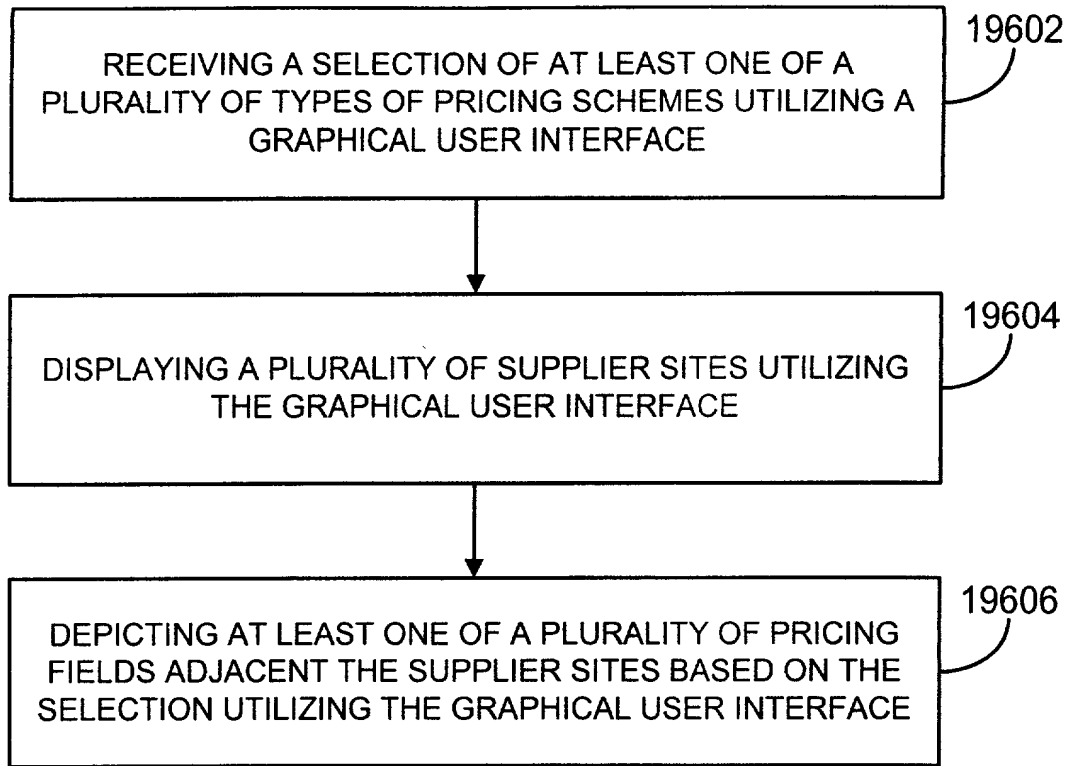 19602
RECEIVING A SELECTION OF AT LEAST ONE OF A
PLURALITY OF TYPES OF PRICING SCHEMES UTILIZING A
GRAPHICAL USER INTERFACE
19604
DISPLAYING A PLURALITY OF SUPPLIER SITES UTILIZING
THE GRAPHICAL USER INTERFACE
19606
DEPICTING AT LEAST ONE OF A PLURALITY OF PRICING
FIELDS ADJACENT THE SUPPLIER SITES BASED ON THE
SELECTION UTILIZING THE GRAPHICAL USER INTERFACE